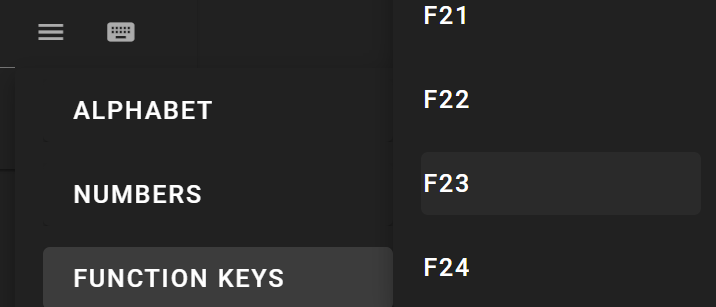 ALPHABET
NUMBERS
FUNCTION KEYS
F21
F22
F23
F24